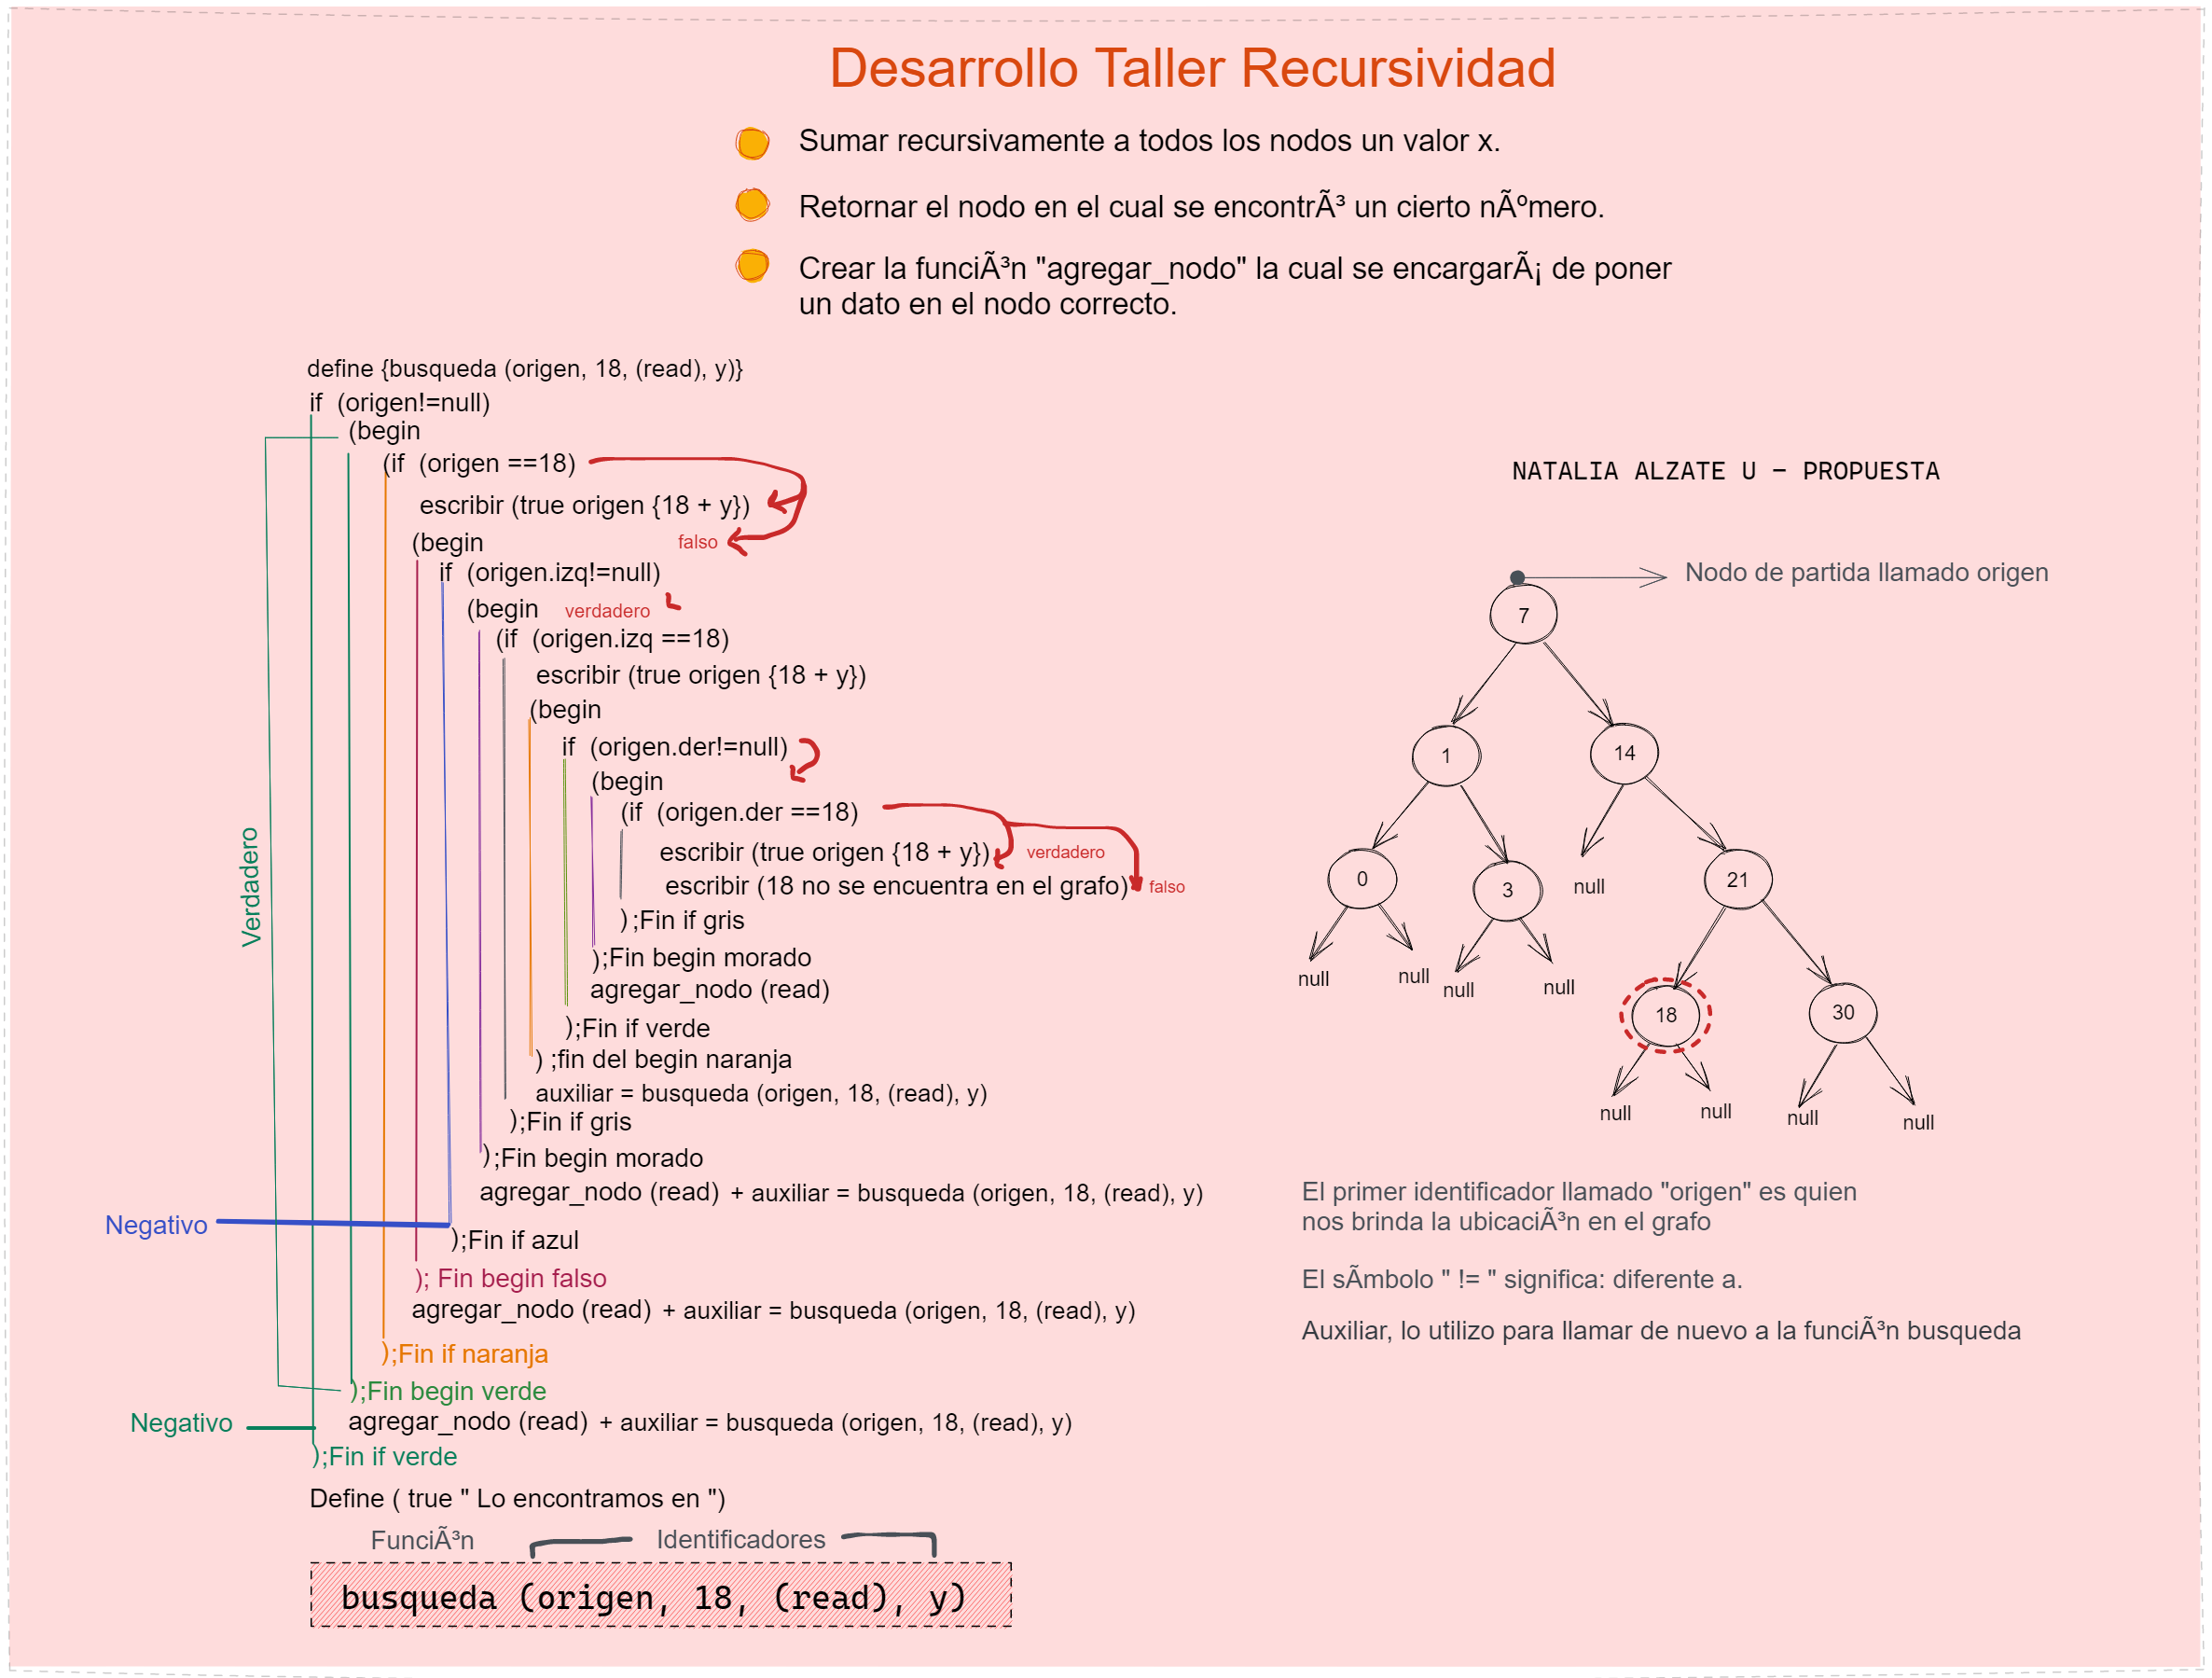 Desarrollo Taller Recursividad
Sumar recursivamente a todos los nodos un valor x.
Retornar el nodo en el cual se encontrÃ³ un cierto nÃºmero.
Crear la funciÃ³n "agregar_nodo" la cual se encargarÃ¡ de poner
un dato en el nodo correcto.
define {busqueda (origen, 18, (read), y)}
if (origen!=null)
(begin
(if (origen ==18)
escribir (true origen {18 + y})
(begin
falso
if (origen.izq!=null)
(begin
verdadero
(if (origen.izq ==18)
escribir (true origen {18 + y})
(begin
if (origen.der!=null)
(begin
(if (origen.der ==18)
escribir (true origen {18 + y})
verdadero
escribir (18 no se encuentra en el grafo)
falso
);Fin if gris
);Fin begin morado
agregar_nodo (read)
);Fin if verde
) ;fin del begin naranja
auxiliar = busqueda (origen, 18, (read), y)
);Fin if gris
);Fin begin morado
agregar_nodo (read) + auxiliar = busqueda (origen, 18, (read), y)
);Fin if azul
); Fin begin falso
agregar_nodo (read) + auxiliar = busqueda (origen, 18, (read), y)
);Fin if naranja
);Fin begin verde
agregar_nodo (read) + auxiliar = busqueda (origen, 18, (read), y)
);Fin if verde
Verdadero
Negativo
Negativo
Define ( true " Lo encontramos en ")
FunciÃ³n
Identificadores
busqueda (origen, 18, (read), y)
NATALIA ALZATE U - PROPUESTA
Nodo de partida llamado origen
7
1
14
0
3
null
21
null
null
null
null
18
30
null
null
null
null
El primer identificador llamado "origen" es quien
nos brinda la ubicaciÃ³n en el grafo
El sÃmbolo " != " significa: diferente a.
Auxiliar, lo utilizo para llamar de nuevo a la funciÃ³n busqueda